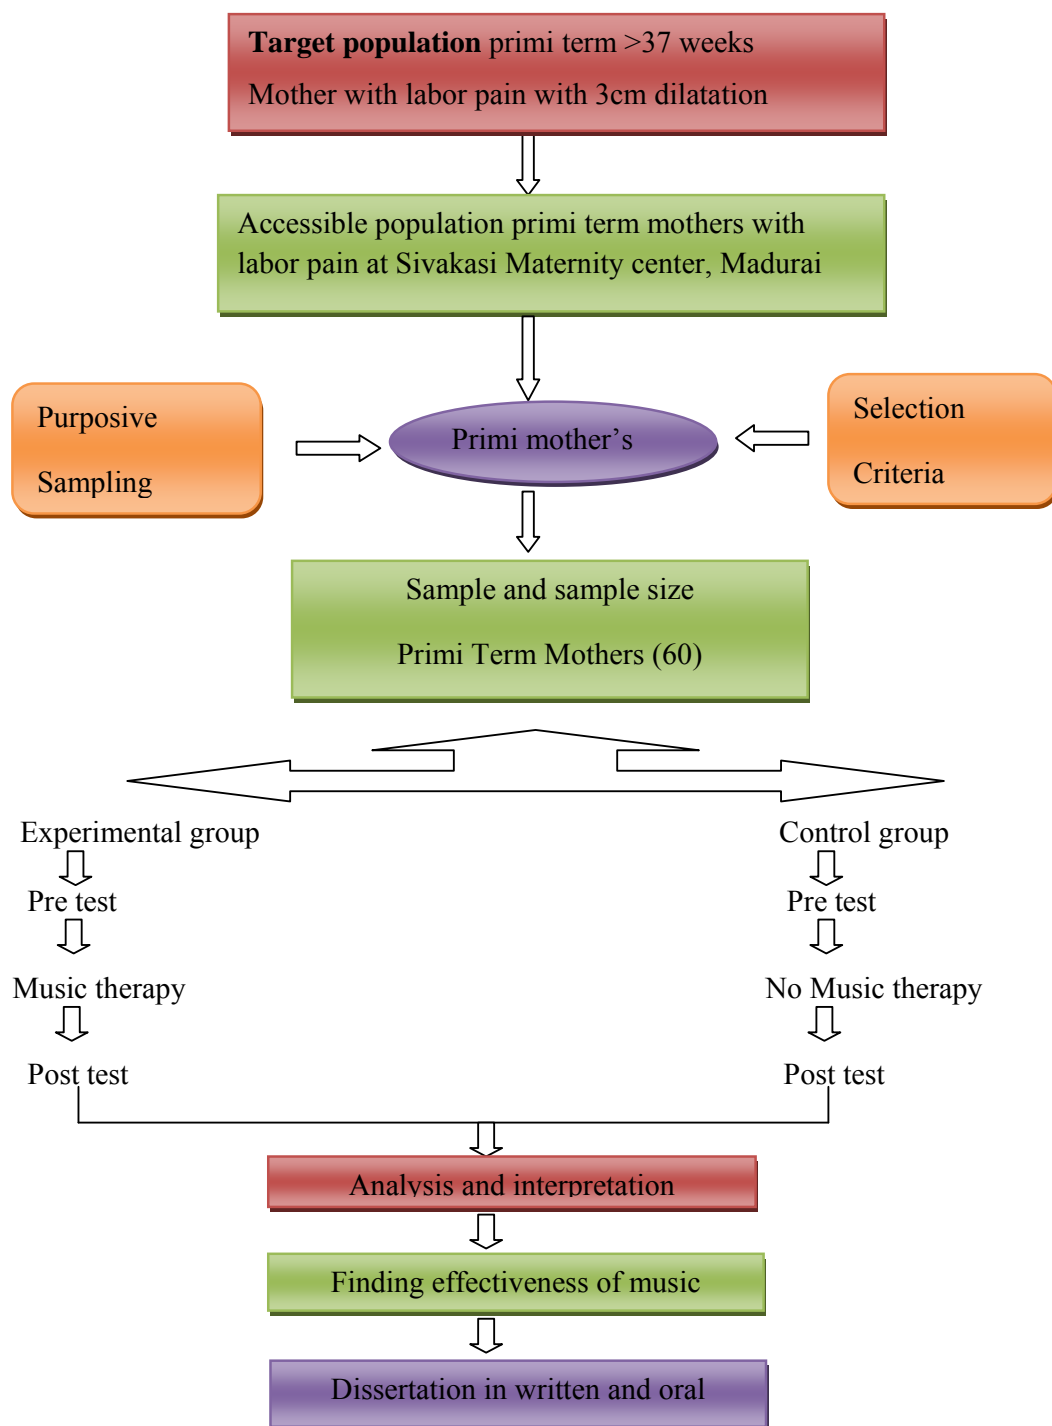 Target population primi term >37 weeks
Mother with labor pain with 3cm dilatation
Accessible population primi term mothers with
labor pain at Sivakasi Maternity center, Madurai
Purposive
Sampling
Primi mother’s
Selection
Criteria
Sample and sample size
Primi Term Mothers (60)
Experimental group
Pre test
Music therapy
Post test
Control group
Pre test
No Music therapy
Post test
Analysis and interpretation
Finding effectiveness of music
Dissertation in written and oral